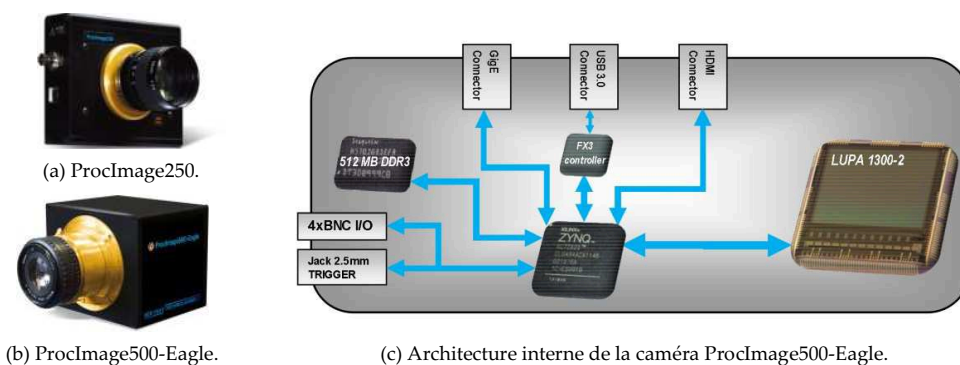 ProcImage250
(a) ProcImage250.
ProcImage500-Eagle
(b) ProcImage500-Eagle.
GigE
Connector
USB 3.0
Connector
HDMI
Connector
FX3
controller
512 MB DDR3
4xBNC I/O
Jack 2.5mm
TRIGGER
XILINX
ZYNQ
LUPA 1300-2
(c) Architecture interne de la caméra ProcImage500-Eagle.